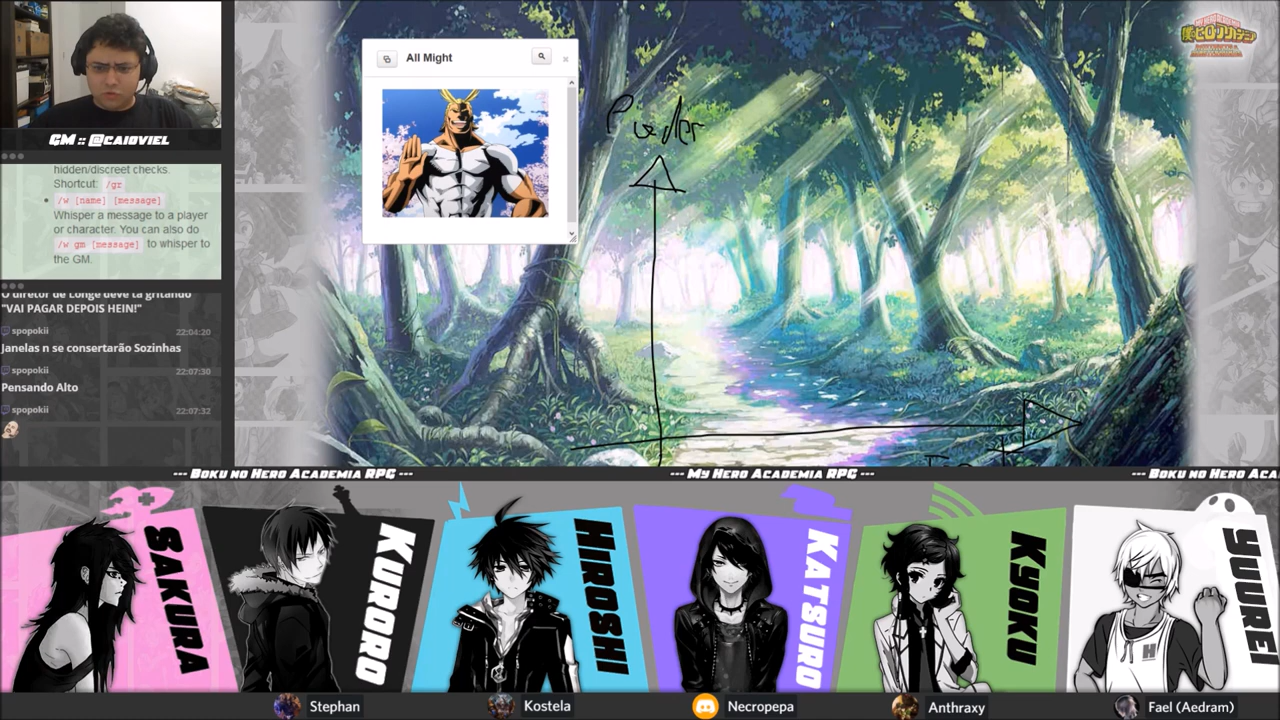 GM :: @CAIOVIEL
hidden/discreet checks.
Shortcut: /gr
/w [name] [message]
Whisper a message to a player
or character. You can also do
/w gm [message] to whisper to
the GM.
O diretor de Longe deve ta gritando
"VAI PAGAR DEPOIS HEIN!"
spopokii 22:04:20
Janelas n se consertarão Sozinhas
spopokii 22:07:30
Pensando Alto
spopokii 22:07:32
All Might
MY HERO ACADEMIA
--- BOKU NO HERO ACADEMIA RPG ---
--- MY HERO ACADEMIA RPG ---
--- BOKU NO HERO ACA
SAKURA
KURORO
HIROSHI
KATSURO
KYOKU
YUUREI
H
Stephan
Kostela
Necropepa
Anthraxy
Fael (Aedram)